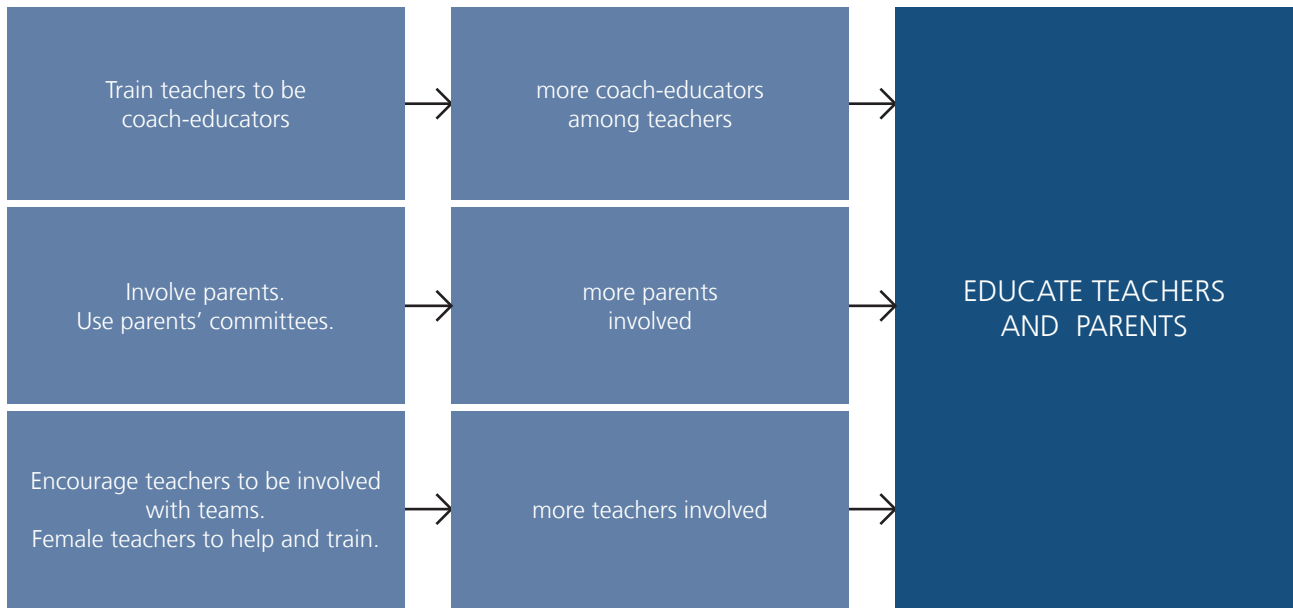 Train teachers to be
coach-educators
more coach-educators
among teachers
Involve parents.
Use parents’ committees.
more parents
involved
EDUCATE TEACHERS
AND PARENTS
Encourage teachers to be involved
with teams.
Female teachers to help and train.
more teachers involved